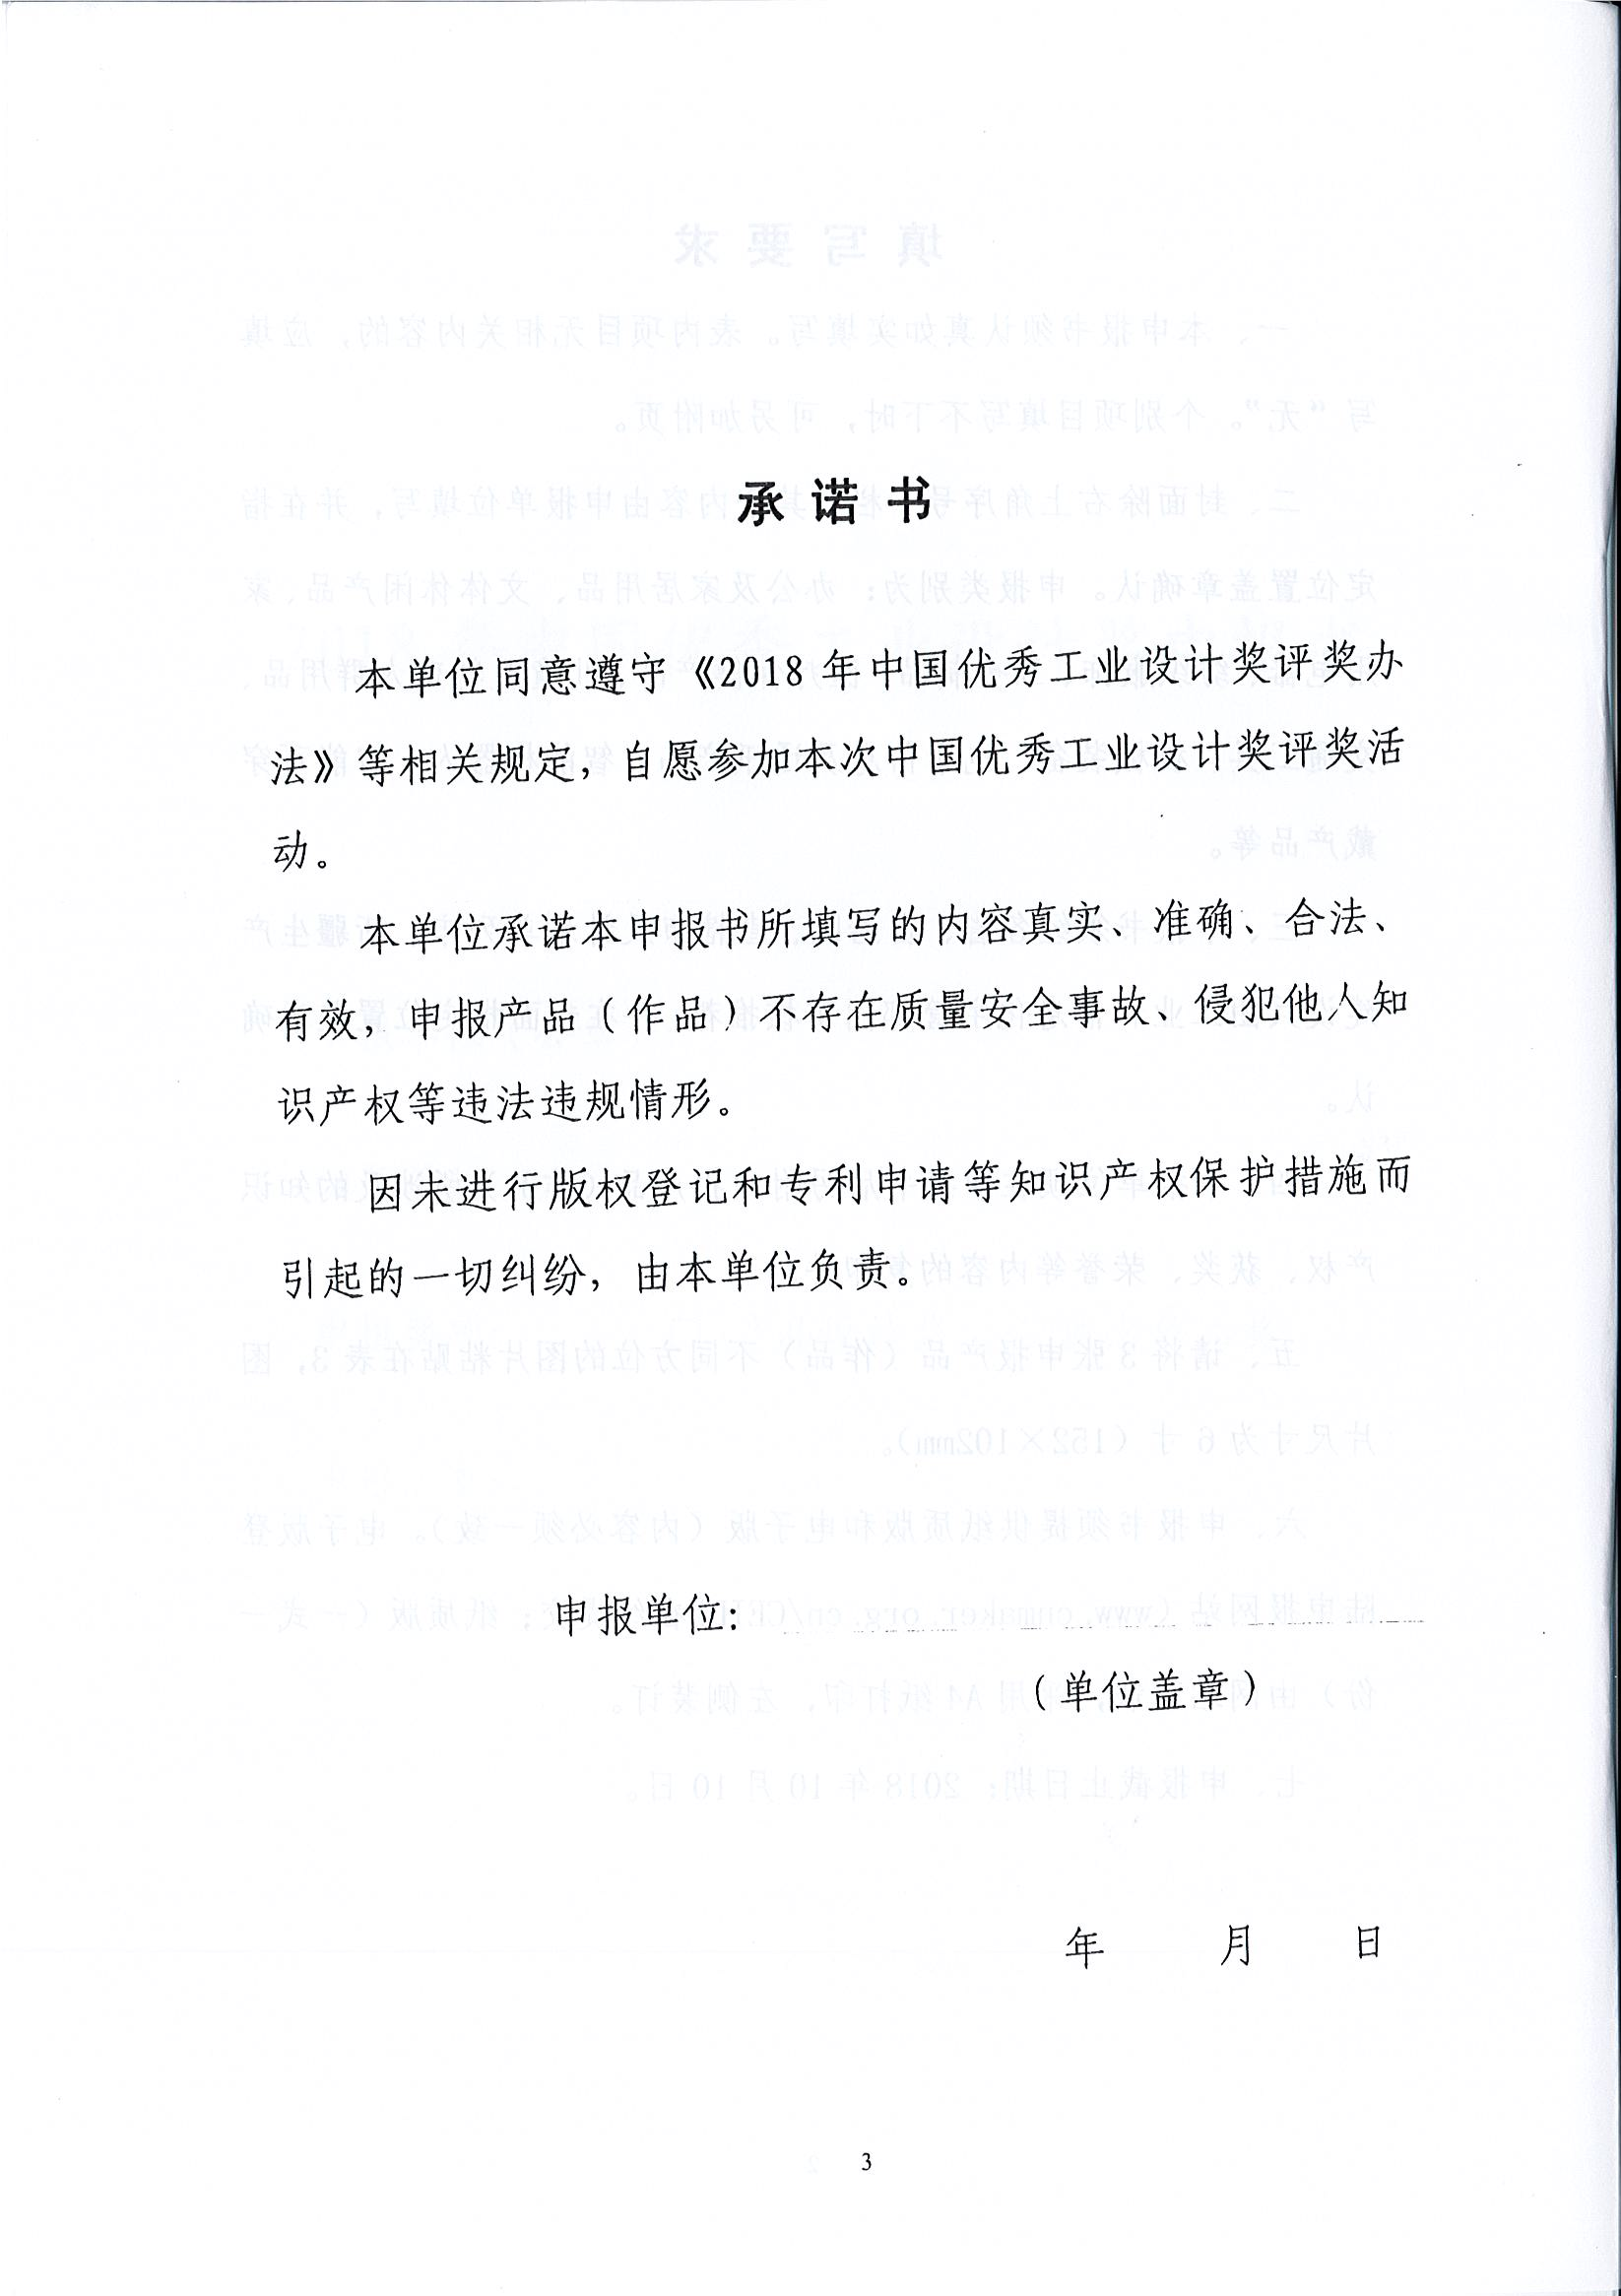 承诺书
本单位同意遵守《2018年中国优秀工业设计奖评奖办
法》等相关规定，自愿参加本次中国优秀工业设计奖评奖活
动。
本单位承诺本申报书所填写的内容真实、准确、合法、
有效，申报产品（作品）不存在质量安全事故、侵犯他人知
识产权等违法违规情形。
因未进行版权登记和专利申请等知识产权保护措施而
引起的一切纠纷，由本单位负责。
申报单位：
（单位盖章）
年 月 日
3